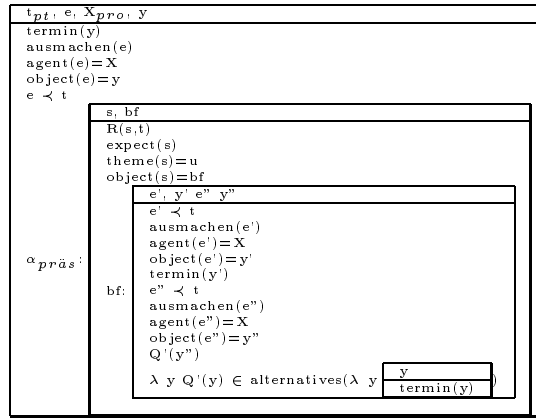 t_pt, e, X_pro, y
termin(y)
ausmachen(e)
agent(e)=X
object(e)=y
e ≺ t
s, bf
R(s,t)
expect(s)
theme(s)=u
object(s)=bf
e', y' e" y"
e' ≺ t
ausmachen(e')
agent(e')=X
object(e')=y'
termin(y')
α_präs:
bf:
e" ≺ t
ausmachen(e")
agent(e")=X
object(e")=y"
Q'(y")
λ y Q'(y) ∈ alternatives(λ y
y
termin(y)
)